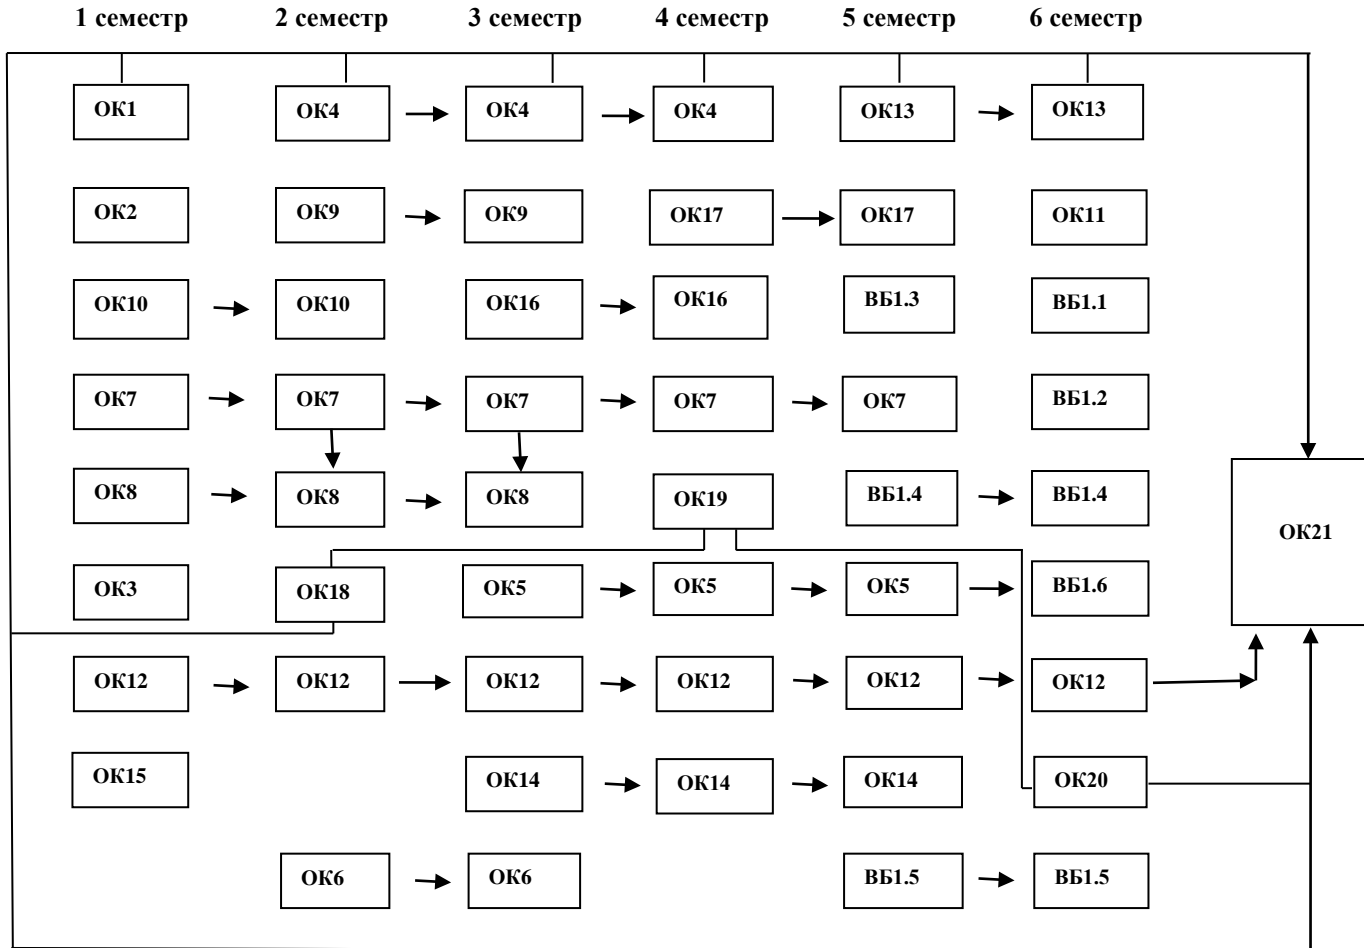 1 семестр 2 семестр 3 семестр 4 семестр 5 семестр 6 семестр
ОК1 ОК4 ОК4 ОК4 ОК13 ОК13
ОК2 ОК9 ОК9 ОК17 ОК17 ОК11
ОК10 ОК10 ОК16 ОК16 ВБ1.3 ВБ1.1
ОК7 ОК7 ОК7 ОК7 ОК7 ВБ1.2
ОК8 ОК8 ОК8 ОК19 ВБ1.4 ВБ1.4
ОК21
ОК3 ОК18 ОК5 ОК5 ОК5 ВБ1.6
ОК12 ОК12 ОК12 ОК12 ОК12 ОК12
ОК15 ОК14 ОК14 ОК14 ОК20
ОК6 ОК6 ВБ1.5 ВБ1.5